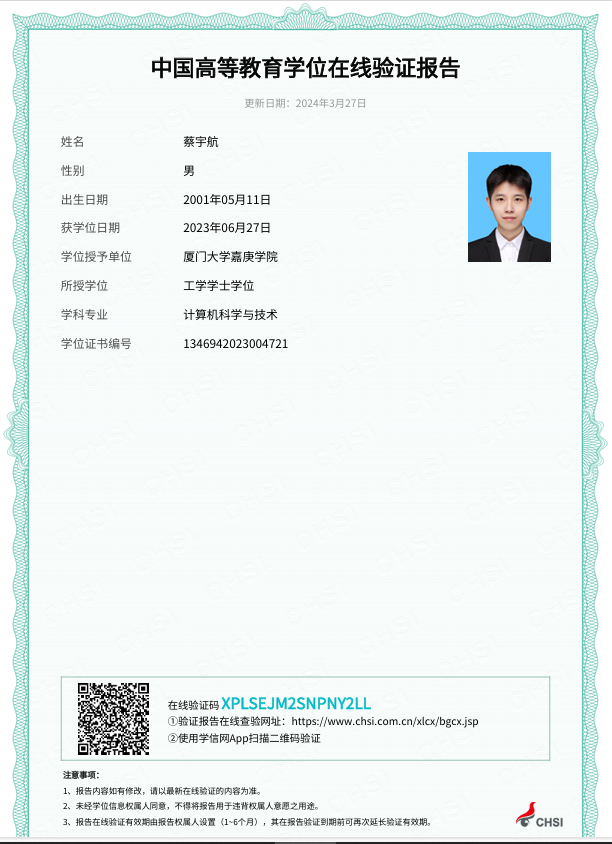 中国高等教育学位在线验证报告
更新日期：2024年3月27日
姓名 蔡宇航
性别 男
出生日期 2001年05月11日
获学位日期 2023年06月27日
学位授予单位 厦门大学嘉庚学院
所授学位 工学学士学位
学科专业 计算机科学与技术
学位证书编号 1346942023004721
在线验证码 XPLSEJM2SNPNY2LL
①验证报告在线查验网址：https://www.chsi.com.cn/xlcx/bgcx.jsp
②使用学信网App扫描二维码验证
注意事项：
1、报告内容如有修改，请以最新在线验证的内容为准。
2、未经学位信息权属人同意，不得将报告用于违背权属人意愿之用途。
3、报告在线验证有效期由报告权属人设置（1~6个月），其在报告验证到期前可再次延长验证有效期。
CHSI